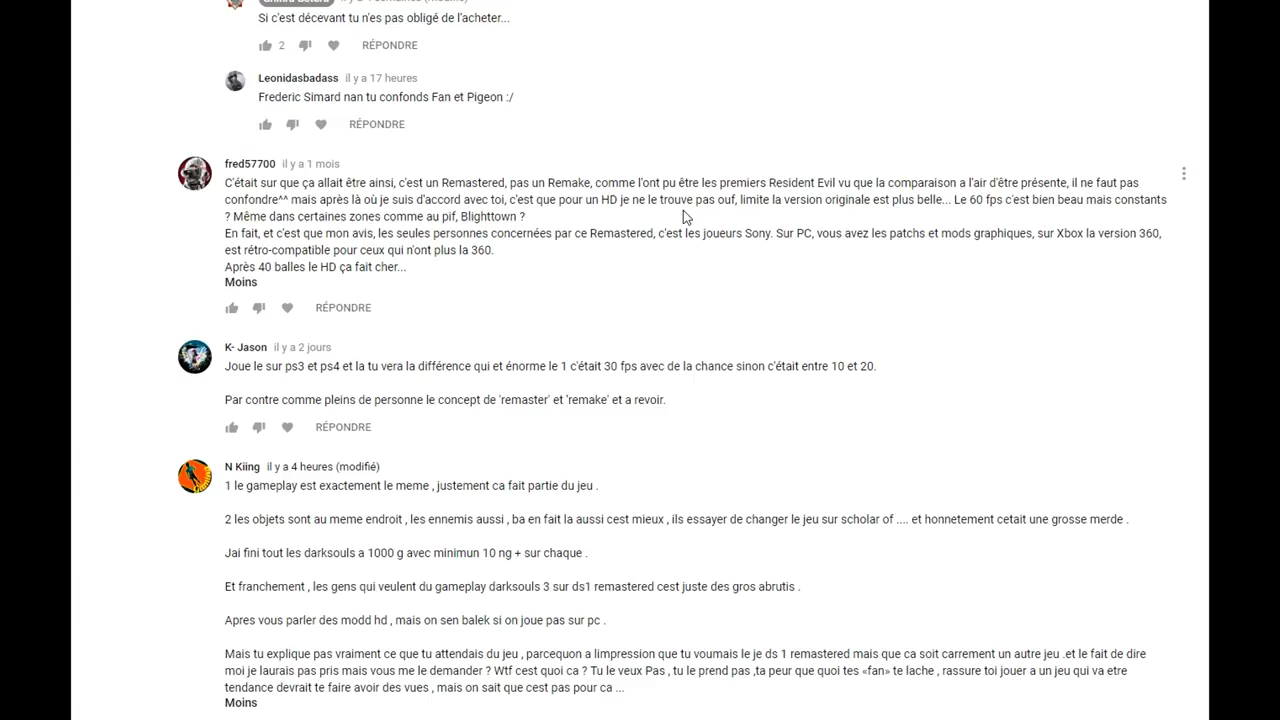 Si c'est décevant tu n'es pas obligé de l'acheter...
2 RÉPONDRE
Leonidasbadass il y a 17 heures
Frederic Simard nan tu confonds Fan et Pigeon :/
RÉPONDRE
fred57700 il y a 1 mois
C'était sur que ça allait être ainsi, c'est un Remastered, pas un Remake, comme l'ont pu être les premiers Resident Evil vu que la comparaison a l'air d'être présente, il ne faut pas
confondre^^ mais après là où je suis d'accord avec toi, c'est que pour un HD je ne le trouve pas ouf, limite la version originale est plus belle... Le 60 fps c'est bien beau mais constants
? Même dans certaines zones comme au pif, Blighttown ?
En fait, et c'est que mon avis, les seules personnes concernées par ce Remastered, c'est les joueurs Sony. Sur PC, vous avez les patchs et mods graphiques, sur Xbox la version 360,
est rétro-compatible pour ceux qui n'ont plus la 360.
Après 40 balles le HD ça fait cher...
Moins
RÉPONDRE
K- Jason il y a 2 jours
Joue le sur ps3 et ps4 et la tu vera la différence qui et énorme le 1 c'était 30 fps avec de la chance sinon c'était entre 10 et 20.
Par contre comme pleins de personne le concept de 'remaster' et 'remake' et a revoir.
RÉPONDRE
N Kiing il y a 4 heures (modifié)
1 le gameplay est exactement le meme , justement ca fait partie du jeu .
2 les objets sont au meme endroit , les ennemis aussi , ba en fait la aussi cest mieux , ils essayer de changer le jeu sur scholar of .... et honnetement cetait une grosse merde .
Jai fini tout les darksouls a 1000 g avec minimun 10 ng + sur chaque .
Et franchement , les gens qui veulent du gameplay darksouls 3 sur ds1 remastered cest juste des gros abrutis .
Apres vous parler des modd hd , mais on sen balek si on joue pas sur pc .
Mais tu explique pas vraiment ce que tu attendais du jeu , parcequon a limpression que tu voumais le je ds 1 remastered mais que ca soit carrement un autre jeu .et le fait de dire
moi je laurais pas pris mais vous me le demander ? Wtf cest quoi ca ? Tu le veux Pas , tu le prend pas ,ta peur que quoi tes «fan» te lache , rassure toi jouer a un jeu qui va etre
tendance devrait te faire avoir des vues , mais on sait que cest pas pour ca ...
Moins